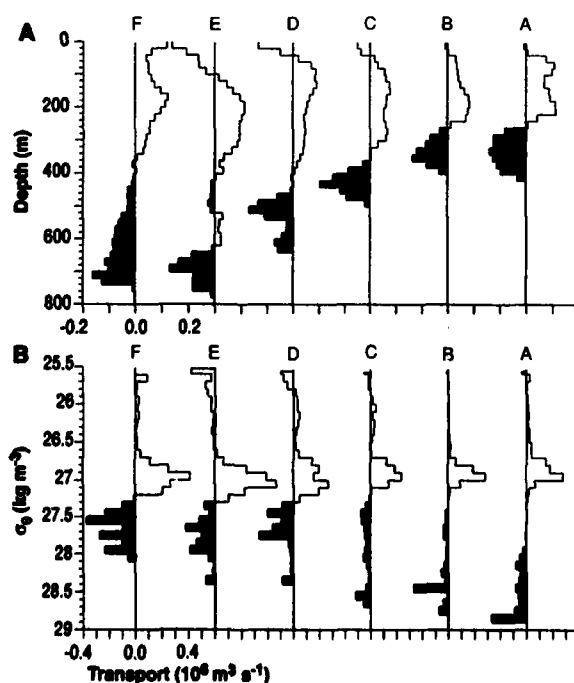 A F E D C B A
0
200
400
600
800
Depth (m)
-0.2 0.0 0.2
B F E D C B A
25.5
26
26.5
27
27.5
28
28.5
29
σθ (kg m⁻³)
-0.4 0.0 0.4
Transport (10⁶ m³ s⁻¹)